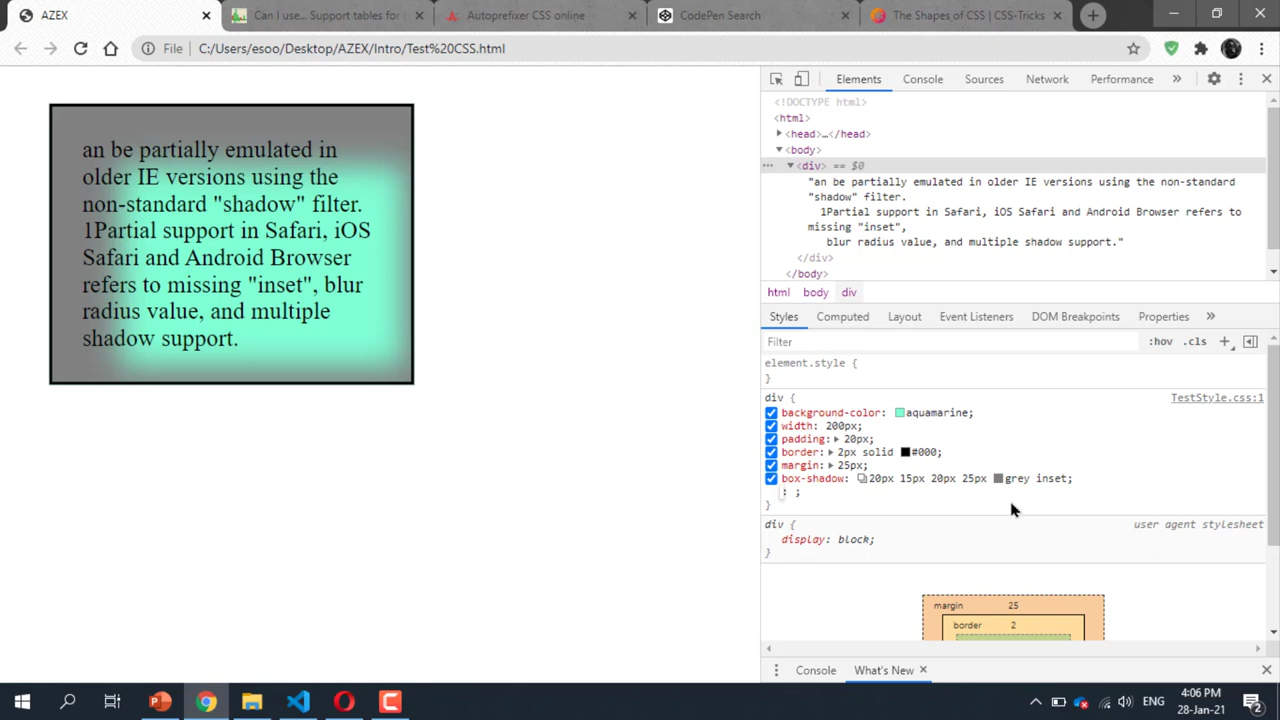 AZEX
Can I use... Support tables for
Autoprefixer CSS online
CodePen Search
The Shapes of CSS | CSS-Tricks
File
C:/Users/esoo/Desktop/AZEX/Intro/Test%20CSS.html
an be partially emulated in
older IE versions using the
non-standard "shadow" filter.
1Partial support in Safari, iOS
Safari and Android Browser
refers to missing "inset", blur
radius value, and multiple
shadow support.
Elements Console Sources Network Performance »
<!DOCTYPE html>
<html>
<head>…</head>
<body>
··· <div> == $0
"an be partially emulated in older IE versions using the non-standard
"shadow" filter.
1Partial support in Safari, iOS Safari and Android Browser refers to
missing "inset",
blur radius value, and multiple shadow support."
</div>
</body>
html body div
Styles Computed Layout Event Listeners DOM Breakpoints Properties »
Filter :hov .cls +
element.style {
}
div { TestStyle.css:1
background-color: aquamarine;
width: 200px;
padding: 20px;
border: 2px solid #000;
margin: 25px;
box-shadow: 20px 15px 20px 25px grey inset;
: ;
}
div { user agent stylesheet
display: block;
}
margin 25
border 2
Console What's New
ENG
4:06 PM
28-Jan-21
2